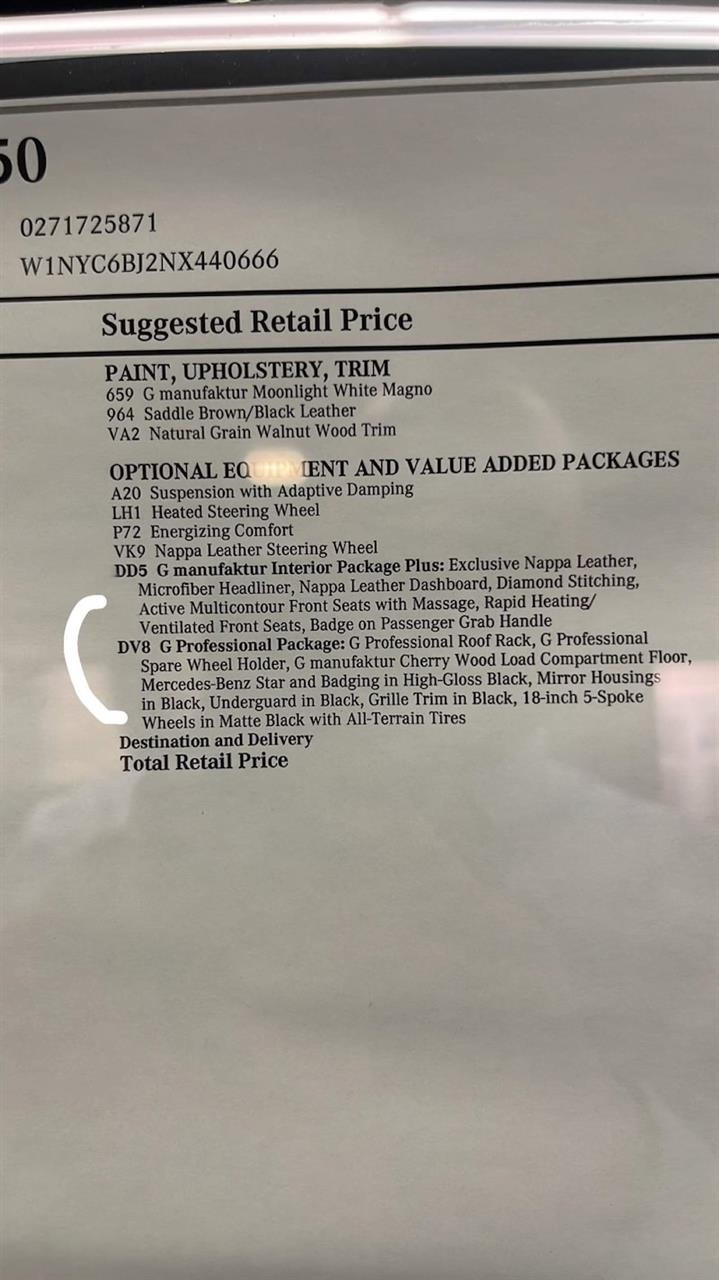 50
0271725871
W1NYC6BJ2NX440666
Suggested Retail Price
PAINT, UPHOLSTERY, TRIM
659 G manufaktur Moonlight White Magno
964 Saddle Brown/Black Leather
VA2 Natural Grain Walnut Wood Trim
OPTIONAL EQUIPMENT AND VALUE ADDED PACKAGES
A20 Suspension with Adaptive Damping
LH1 Heated Steering Wheel
P72 Energizing Comfort
VK9 Nappa Leather Steering Wheel
DD5 G manufaktur Interior Package Plus: Exclusive Nappa Leather,
Microfiber Headliner, Nappa Leather Dashboard, Diamond Stitching,
Active Multicontour Front Seats with Massage, Rapid Heating/
Ventilated Front Seats, Badge on Passenger Grab Handle
DV8 G Professional Package: G Professional Roof Rack, G Professional
Spare Wheel Holder, G manufaktur Cherry Wood Load Compartment Floor,
Mercedes-Benz Star and Badging in High-Gloss Black, Mirror Housings
in Black, Underguard in Black, Grille Trim in Black, 18-inch 5-Spoke
Wheels in Matte Black with All-Terrain Tires
Destination and Delivery
Total Retail Price